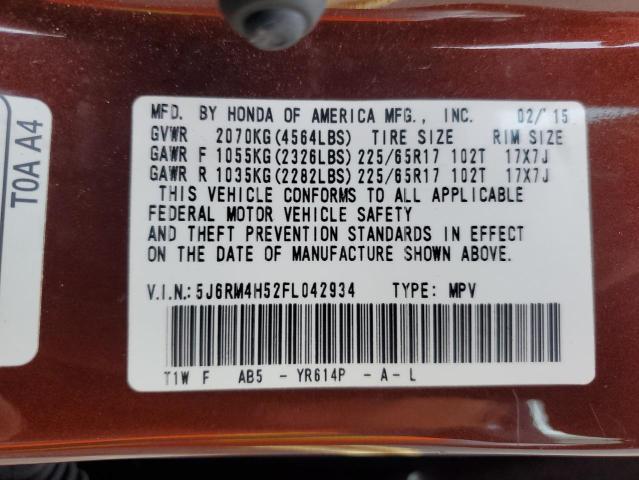 MFD. BY HONDA OF AMERICA MFG., INC. 02/'15
GVWR 2070KG(4564LBS) TIRE SIZE RIM SIZE
GAWR F 1055KG(2326LBS) 225/65R17 102T 17X7J
GAWR R 1035KG(2282LBS) 225/65R17 102T 17X7J
THIS VEHICLE CONFORMS TO ALL APPLICABLE
FEDERAL MOTOR VEHICLE SAFETY
AND THEFT PREVENTION STANDARDS IN EFFECT
ON THE DATE OF MANUFACTURE SHOWN ABOVE.
V.I.N.: 5J6RM4H52FL042934 TYPE: MPV
T1W F AB5 - YR614P - A - L
T0A A4